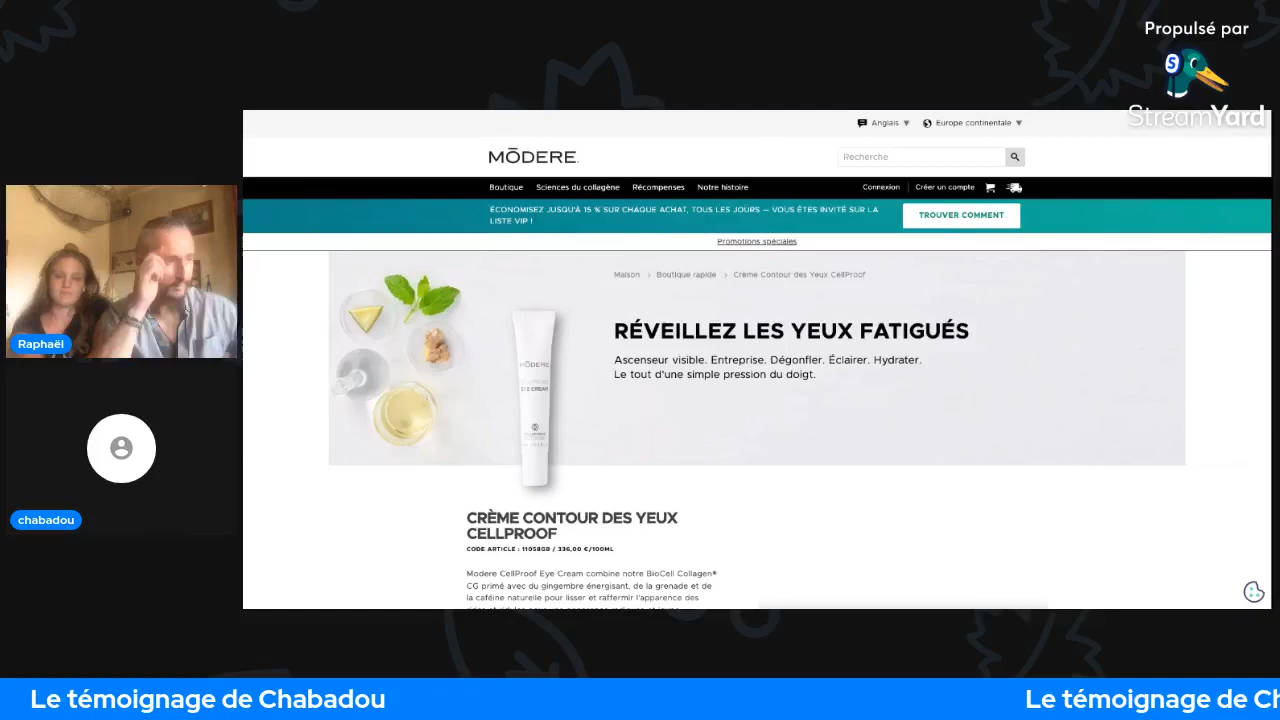 Propulsé par
StreamYard
Anglais
Europe continentale
MŌDERE.
Recherche
Boutique
Sciences du collagène
Récompenses
Notre histoire
Connexion
Créer un compte
ÉCONOMISEZ JUSQU'À 15 % SUR CHAQUE ACHAT, TOUS LES JOURS — VOUS ÊTES INVITÉ SUR LA
LISTE VIP !
TROUVER COMMENT
Promotions spéciales
Maison > Boutique rapide > Crème Contour des Yeux CellProof
RÉVEILLEZ LES YEUX FATIGUÉS
Ascenseur visible. Entreprise. Dégonfler. Éclairer. Hydrater.
Le tout d'une simple pression du doigt.
MŌDERE
EYE CREAM
Raphaël
chabadou
CRÈME CONTOUR DES YEUX
CELLPROOF
CODE ARTICLE : 11058GB / 336,00 €/100ML
Modere CellProof Eye Cream combine notre BioCell Collagen®
CG primé avec du gingembre énergisant, de la grenade et de
la caféine naturelle pour lisser et raffermir l'apparence des
Le témoignage de Chabadou
Le témoignage de Ch